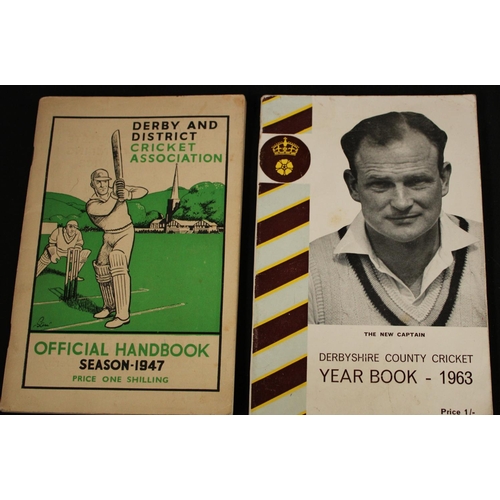 DERBY AND
DISTRICT
CRICKET
ASSOCIATION
OFFICIAL HANDBOOK
SEASON-1947
PRICE ONE SHILLING
THE NEW CAPTAIN
DERBYSHIRE COUNTY CRICKET
YEAR BOOK - 1963
Price 1/-